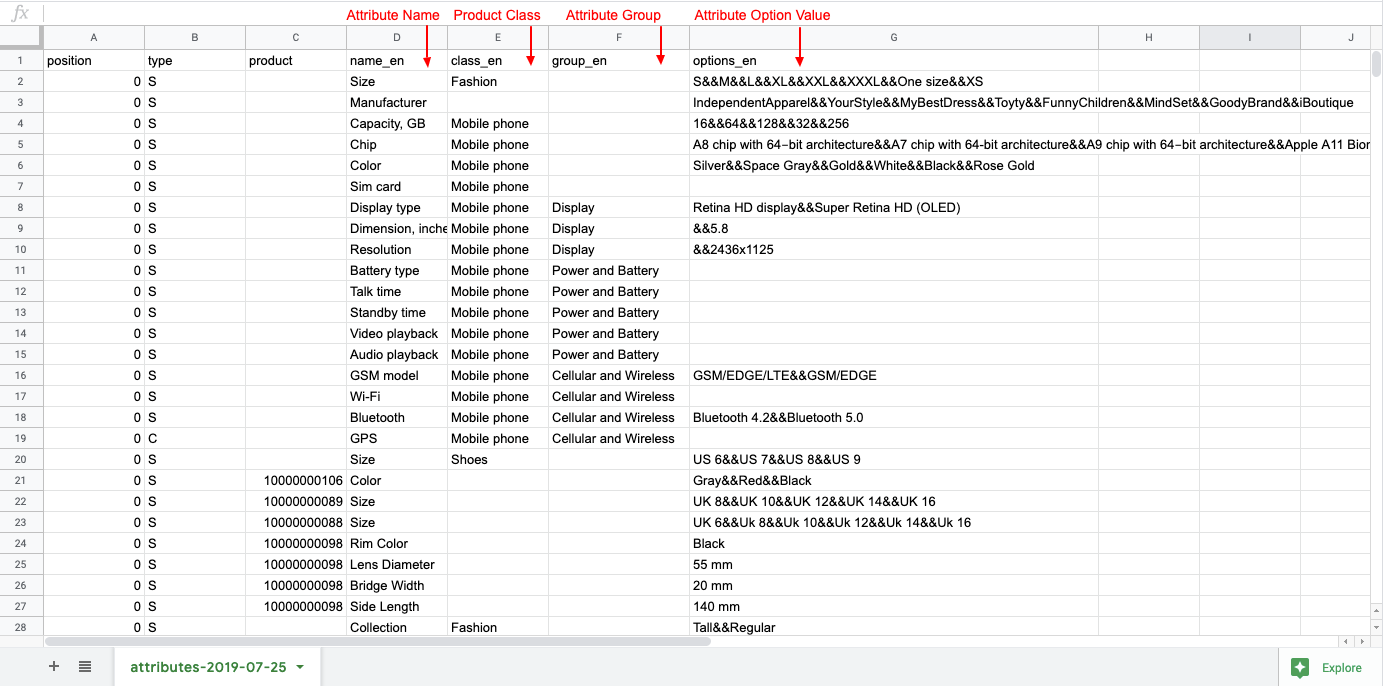 fx
Attribute Name Product Class Attribute Group Attribute Option Value
A B C D E F G H I J
1 position type product name_en class_en group_en options_en
2 0 S Size Fashion S&&M&&L&&XL&&XXL&&XXXL&&One size&&XS
3 0 S Manufacturer IndependentApparel&&YourStyle&&MyBestDress&&Toyty&&FunnyChildren&&MindSet&&GoodyBrand&&iBoutique
4 0 S Capacity, GB Mobile phone 16&&64&&128&&32&&256
5 0 S Chip Mobile phone A8 chip with 64–bit architecture&&A7 chip with 64-bit architecture&&A9 chip with 64–bit architecture&&Apple A11 Bior
6 0 S Color Mobile phone Silver&&Space Gray&&Gold&&White&&Black&&Rose Gold
7 0 S Sim card Mobile phone
8 0 S Display type Mobile phone Display Retina HD display&&Super Retina HD (OLED)
9 0 S Dimension, inche Mobile phone Display &&5.8
10 0 S Resolution Mobile phone Display &&2436x1125
11 0 S Battery type Mobile phone Power and Battery
12 0 S Talk time Mobile phone Power and Battery
13 0 S Standby time Mobile phone Power and Battery
14 0 S Video playback Mobile phone Power and Battery
15 0 S Audio playback Mobile phone Power and Battery
16 0 S GSM model Mobile phone Cellular and Wireless GSM/EDGE/LTE&&GSM/EDGE
17 0 S Wi-Fi Mobile phone Cellular and Wireless
18 0 S Bluetooth Mobile phone Cellular and Wireless Bluetooth 4.2&&Bluetooth 5.0
19 0 C GPS Mobile phone Cellular and Wireless
20 0 S Size Shoes US 6&&US 7&&US 8&&US 9
21 0 S 10000000106 Color Gray&&Red&&Black
22 0 S 10000000089 Size UK 8&&UK 10&&UK 12&&UK 14&&UK 16
23 0 S 10000000088 Size UK 6&&Uk 8&&Uk 10&&Uk 12&&Uk 14&&Uk 16
24 0 S 10000000098 Rim Color Black
25 0 S 10000000098 Lens Diameter 55 mm
26 0 S 10000000098 Bridge Width 20 mm
27 0 S 10000000098 Side Length 140 mm
28 0 S Collection Fashion Tall&&Regular
attributes-2019-07-25 Explore